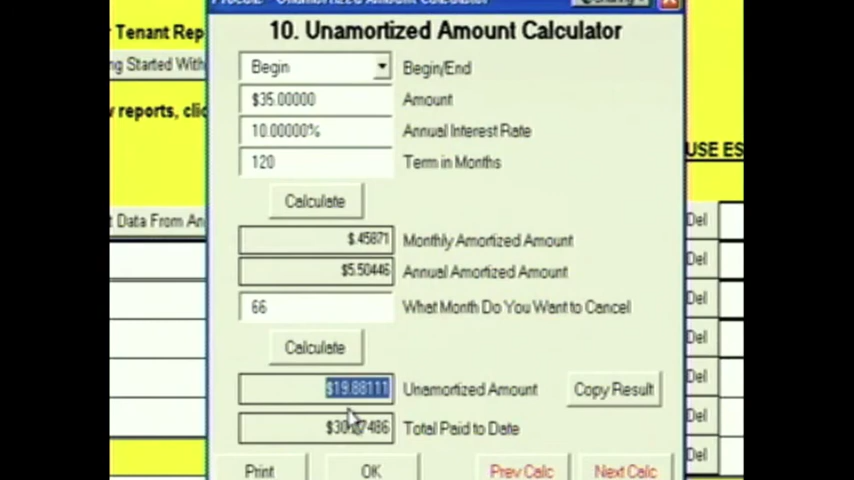 Unamortized Amount Calculator
10. Unamortized Amount Calculator
r Tenant Rep
Begin
Begin/End
ng Started With
$35.00000
Amount
reports, clic
10.00000%
Annual Interest Rate
USE ES
120
Term in Months
Calculate
t Data From An
Del
$.45871
Monthly Amortized Amount
Del
$5.50446
Annual Amortized Amount
Del
66
What Month Do You Want to Cancel
Del
Calculate
Del
$19.88111
Unamortized Amount
Copy Result
Del
Total Paid to Date
Del
Print
OK
Prev Calc
Next Calc